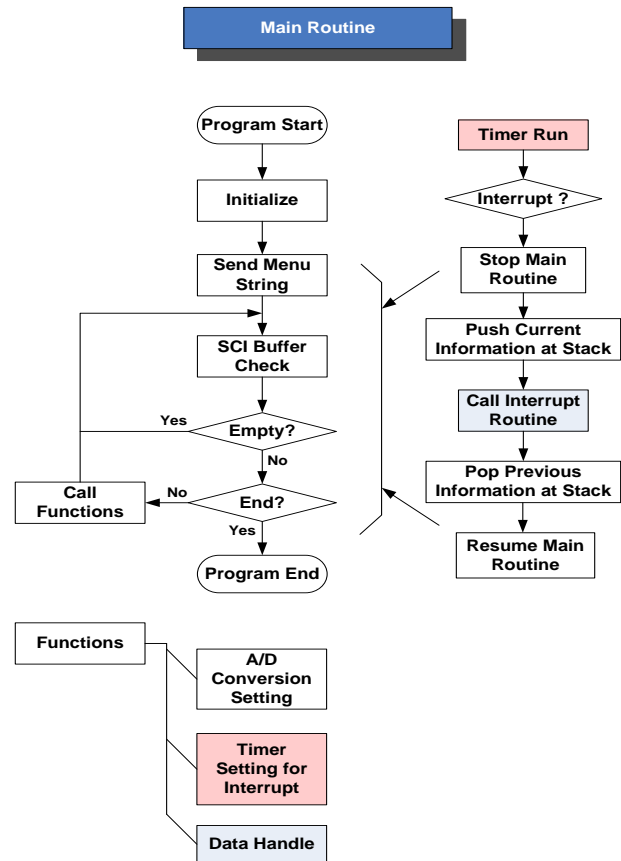 Main Routine
Program Start
Initialize
Send Menu
String
SCI Buffer
Check
Yes
Empty?
No
Call
Functions
No
End?
Yes
Program End
Timer Run
Interrupt ?
Stop Main
Routine
Push Current
Information at Stack
Call Interrupt
Routine
Pop Previous
Information at Stack
Resume Main
Routine
Functions
A/D
Conversion
Setting
Timer
Setting for
Interrupt
Data Handle